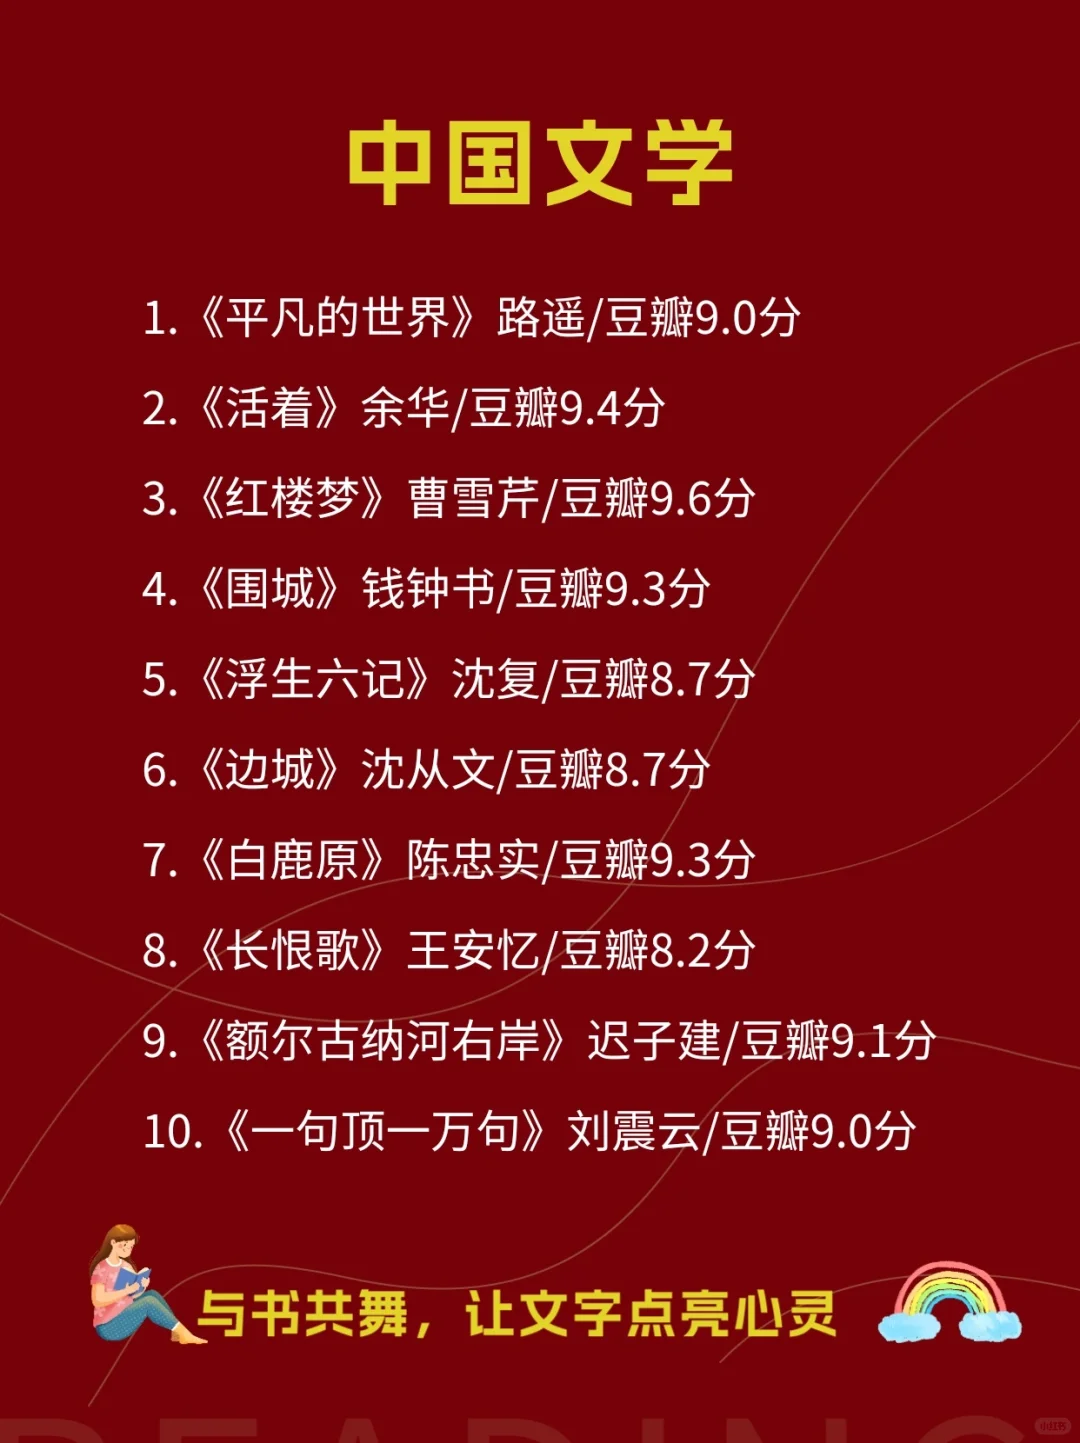 中国文学
1.《平凡的世界》路遥/豆瓣9.0分
2.《活着》余华/豆瓣9.4分
3.《红楼梦》曹雪芹/豆瓣9.6分
4.《围城》钱钟书/豆瓣9.3分
5.《浮生六记》沈复/豆瓣8.7分
6.《边城》沈从文/豆瓣8.7分
7.《白鹿原》陈忠实/豆瓣9.3分
8.《长恨歌》王安忆/豆瓣8.2分
9.《额尔古纳河右岸》迟子建/豆瓣9.1分
10.《一句顶一万句》刘震云/豆瓣9.0分
与书共舞，让文字点亮心灵
READING
小红书